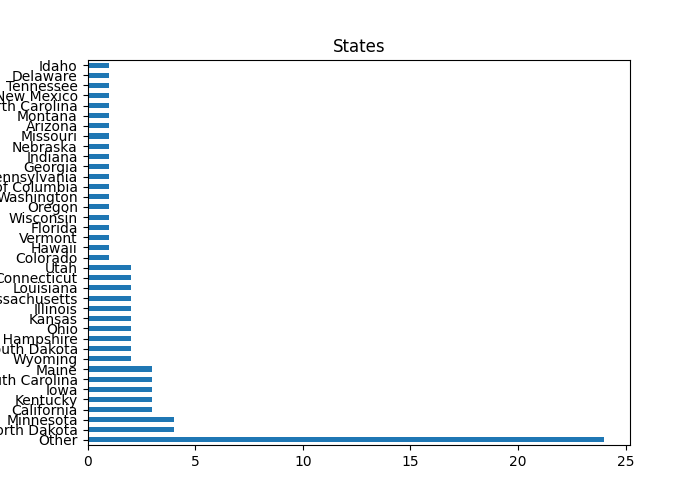 States
Idaho
Delaware
Tennessee
New Mexico
rth Carolina
Montana
Arizona
Missouri
Nebraska
Indiana
Georgia
ennsylvania
of Columbia
Washington
Oregon
Wisconsin
Florida
Vermont
Hawaii
Colorado
Utah
Connecticut
Louisiana
ssachusetts
Illinois
Kansas
Ohio
Hampshire
outh Dakota
Wyoming
Maine
uth Carolina
Iowa
Kentucky
California
Minnesota
orth Dakota
Other
0 5 10 15 20 25